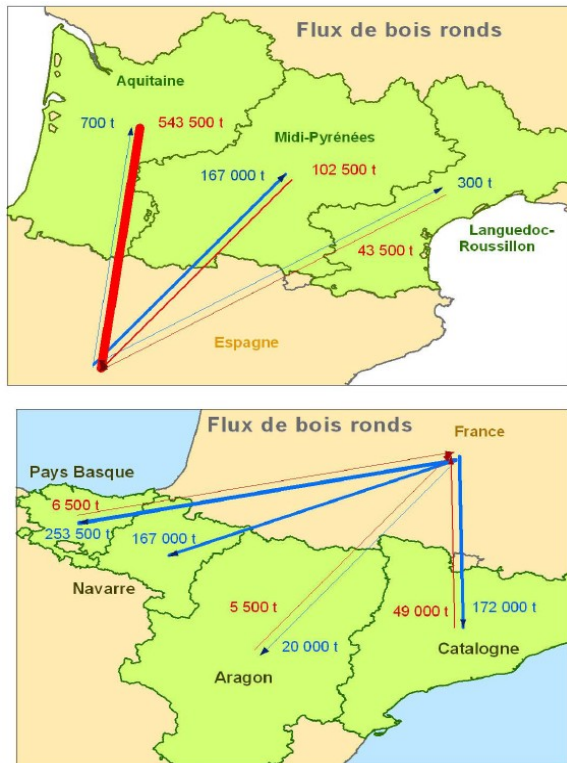 Flux de bois ronds
Aquitaine
700 t
543 500 t
Midi-Pyrénées
167 000 t
102 500 t
300 t
Languedoc-
Roussillon
43 500 t
Espagne
Flux de bois ronds
France
Pays Basque
6 500 t
253 500 t
167 000 t
Navarre
5 500 t
49 000 t
172 000 t
20 000 t
Catalogne
Aragon